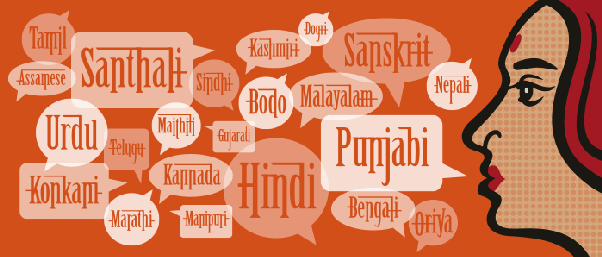 Tamil
Assamese
Santhali
Sindhi
Kashmiri
Dogri
Sanskrit
Nepali
Bodo
Malayalam
Urdu
Telugu
Maithili
Gujarati
Punjabi
Konkani
Kannada
Hindi
Marathi
Manipuri
Bengali
Oriya